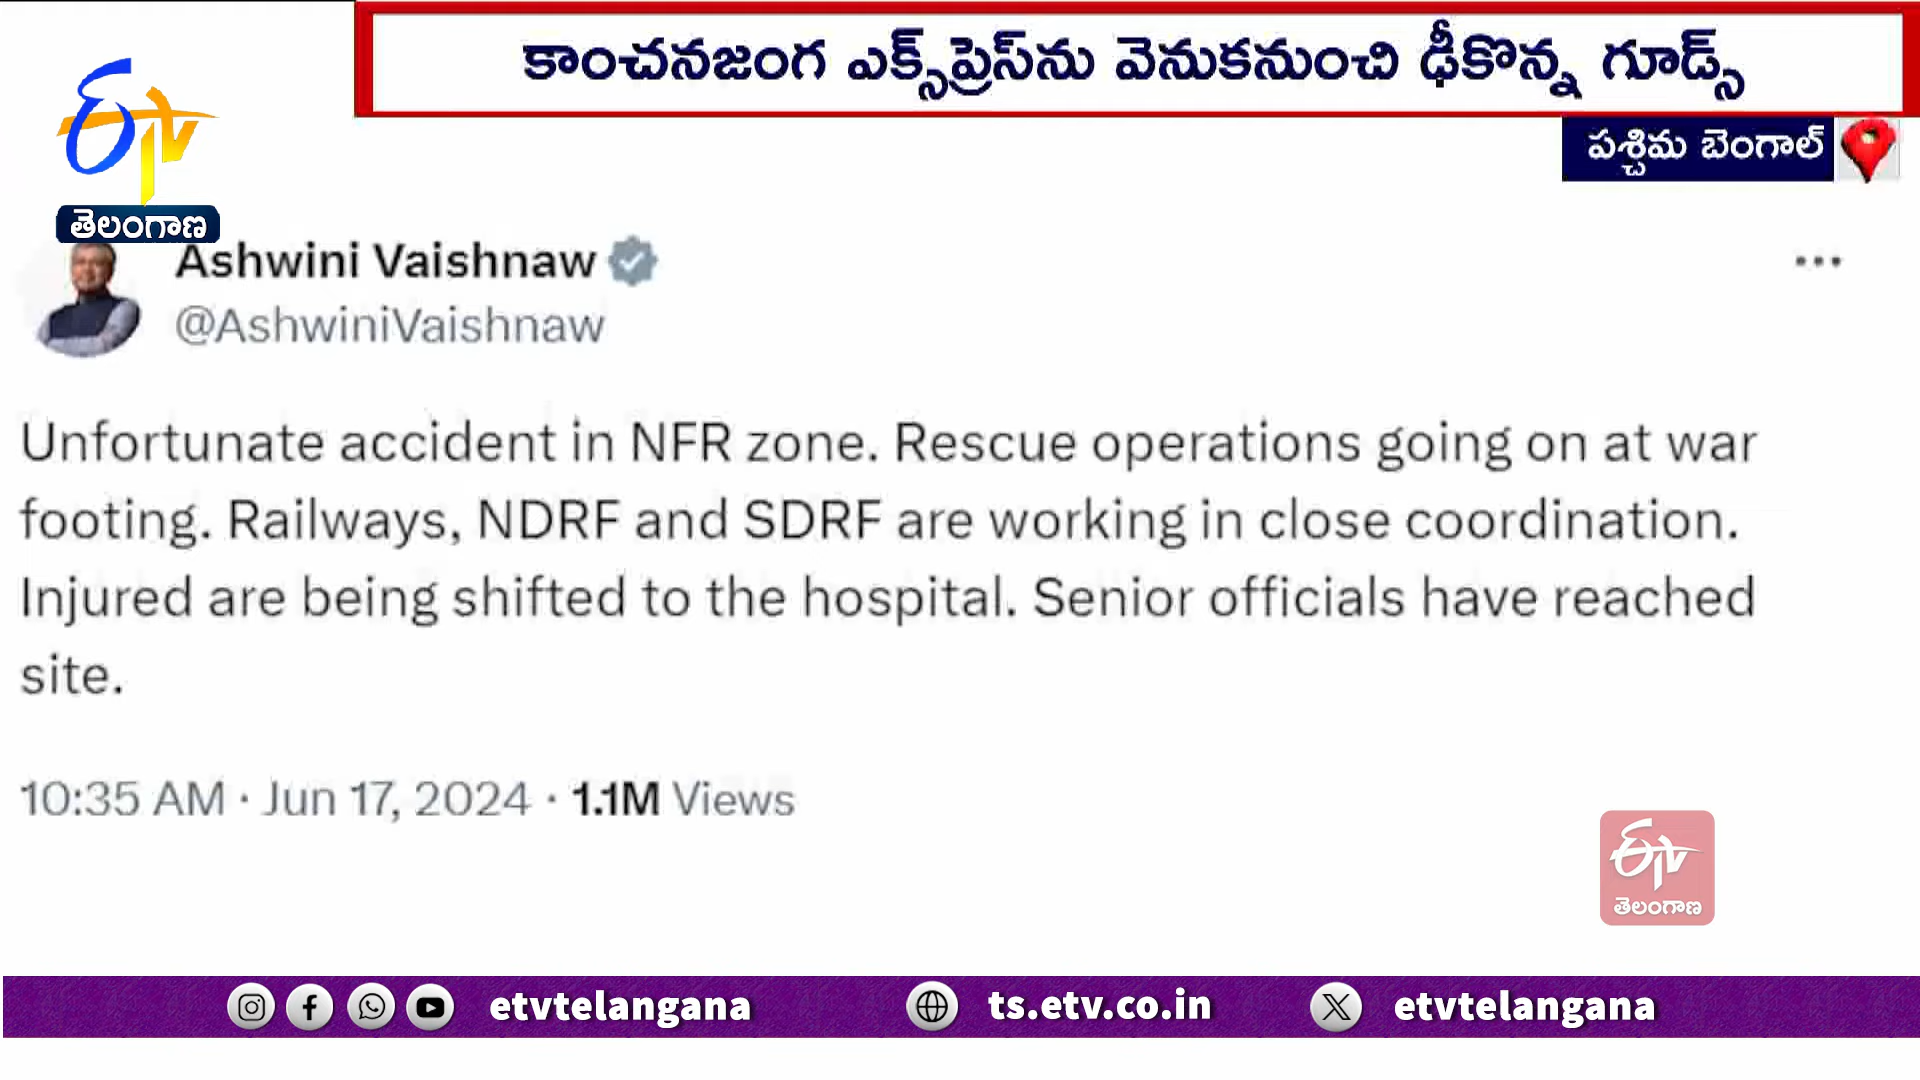 కాంచనజంగ ఎక్స్‌ప్రెస్‌ను వెనుకనుంచి ఢీకొన్న గూడ్స్
పశ్చిమ బెంగాల్
ETV
తెలంగాణ
Ashwini Vaishnaw
@AshwiniVaishnaw
Unfortunate accident in NFR zone. Rescue operations going on at war
footing. Railways, NDRF and SDRF are working in close coordination.
Injured are being shifted to the hospital. Senior officials have reached
site.
10:35 AM · Jun 17, 2024 · 1.1M Views
ETV
తెలంగాణ
etvtelangana
ts.etv.co.in
etvtelangana